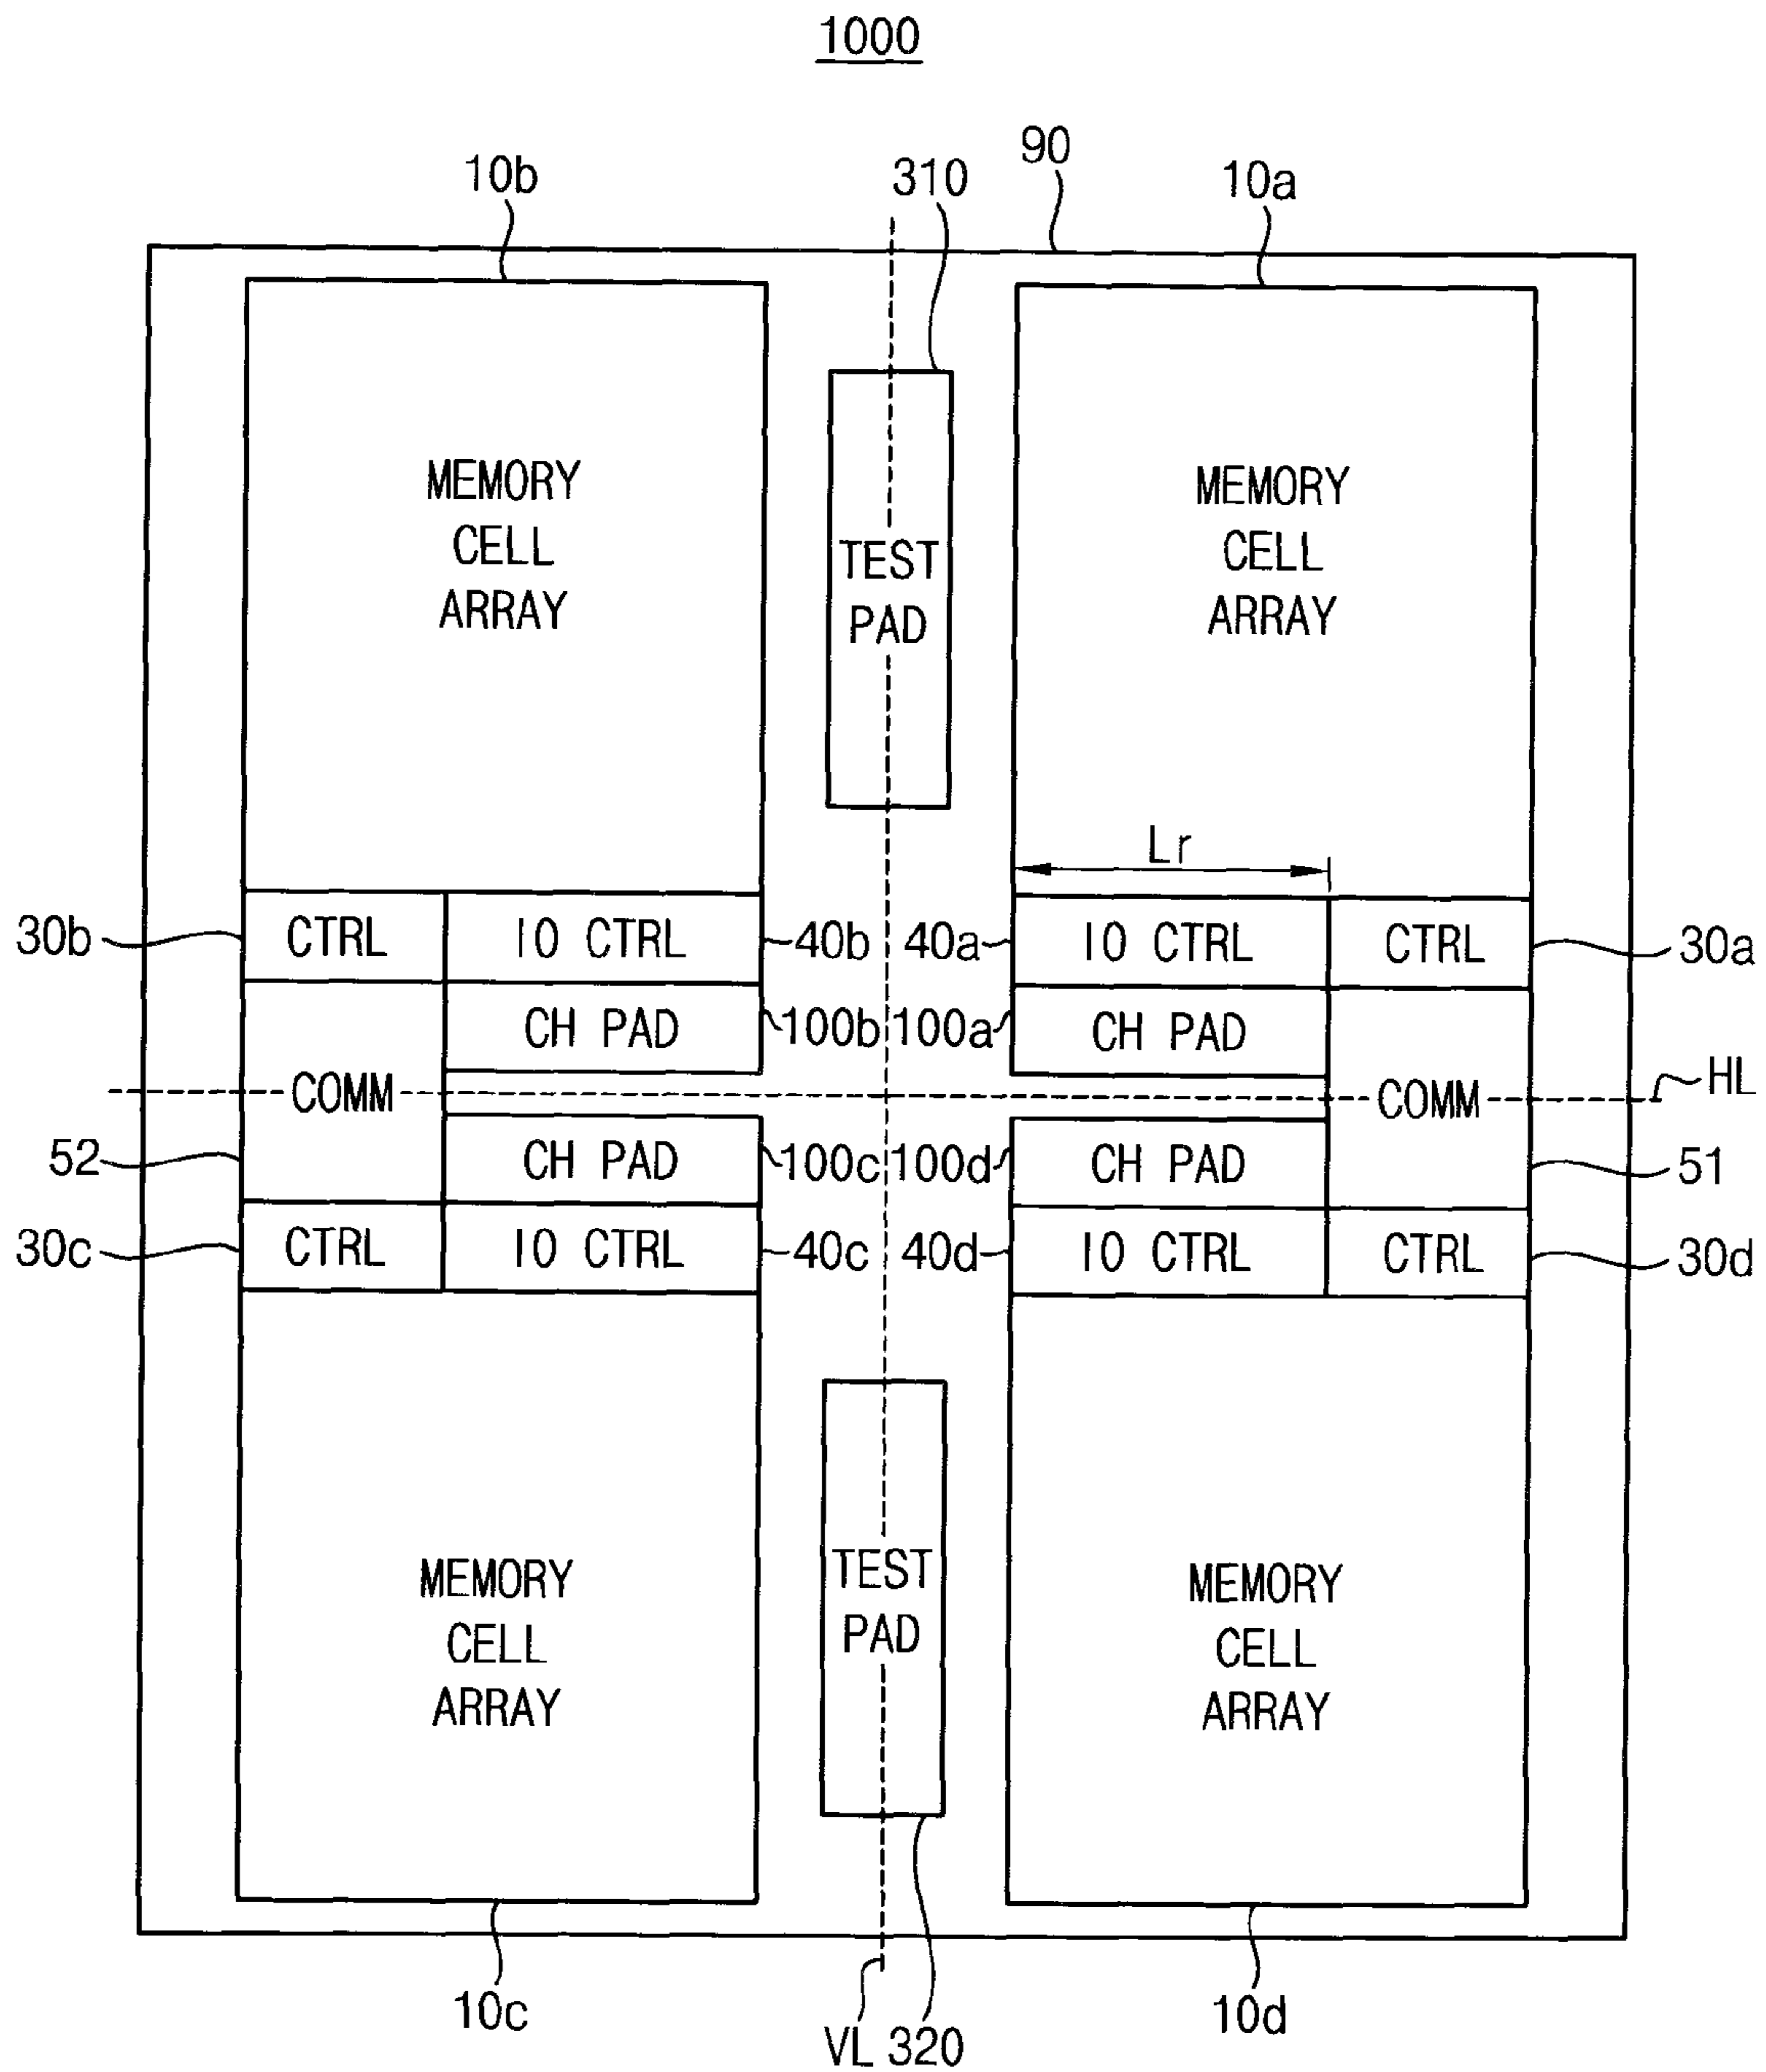 1000
90
10b
310
10a
MEMORY
CELL
ARRAY
TEST
PAD
MEMORY
CELL
ARRAY
Lr
30b
CTRL
IO CTRL
40b
40a
IO CTRL
CTRL
30a
CH PAD
100b
100a
CH PAD
COMM
COMM
HL
52
CH PAD
100c
100d
CH PAD
51
30c
CTRL
IO CTRL
40c
40d
IO CTRL
CTRL
30d
MEMORY
CELL
ARRAY
TEST
PAD
MEMORY
CELL
ARRAY
10c
VL
320
10d